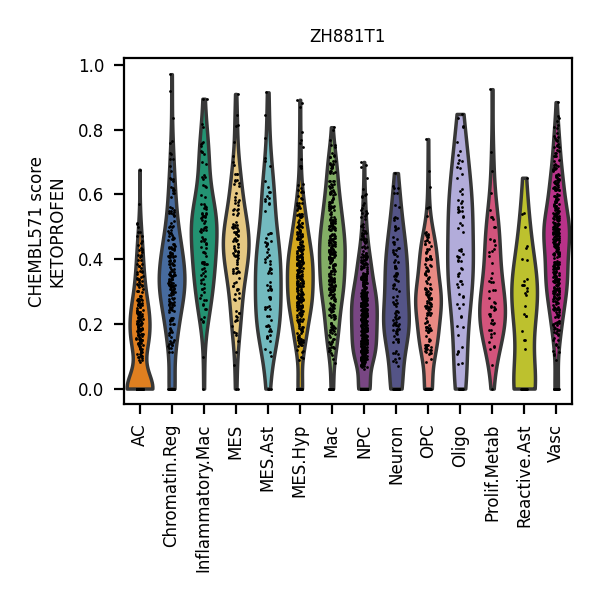 ZH881T1
CHEMBL571 score
KETOPROFEN
1.0
0.8
0.6
0.4
0.2
0.0
AC
Chromatin.Reg
Inflammatory.Mac
MES
MES.Ast
MES.Hyp
Mac
NPC
Neuron
OPC
Oligo
Prolif.Metab
Reactive.Ast
Vasc